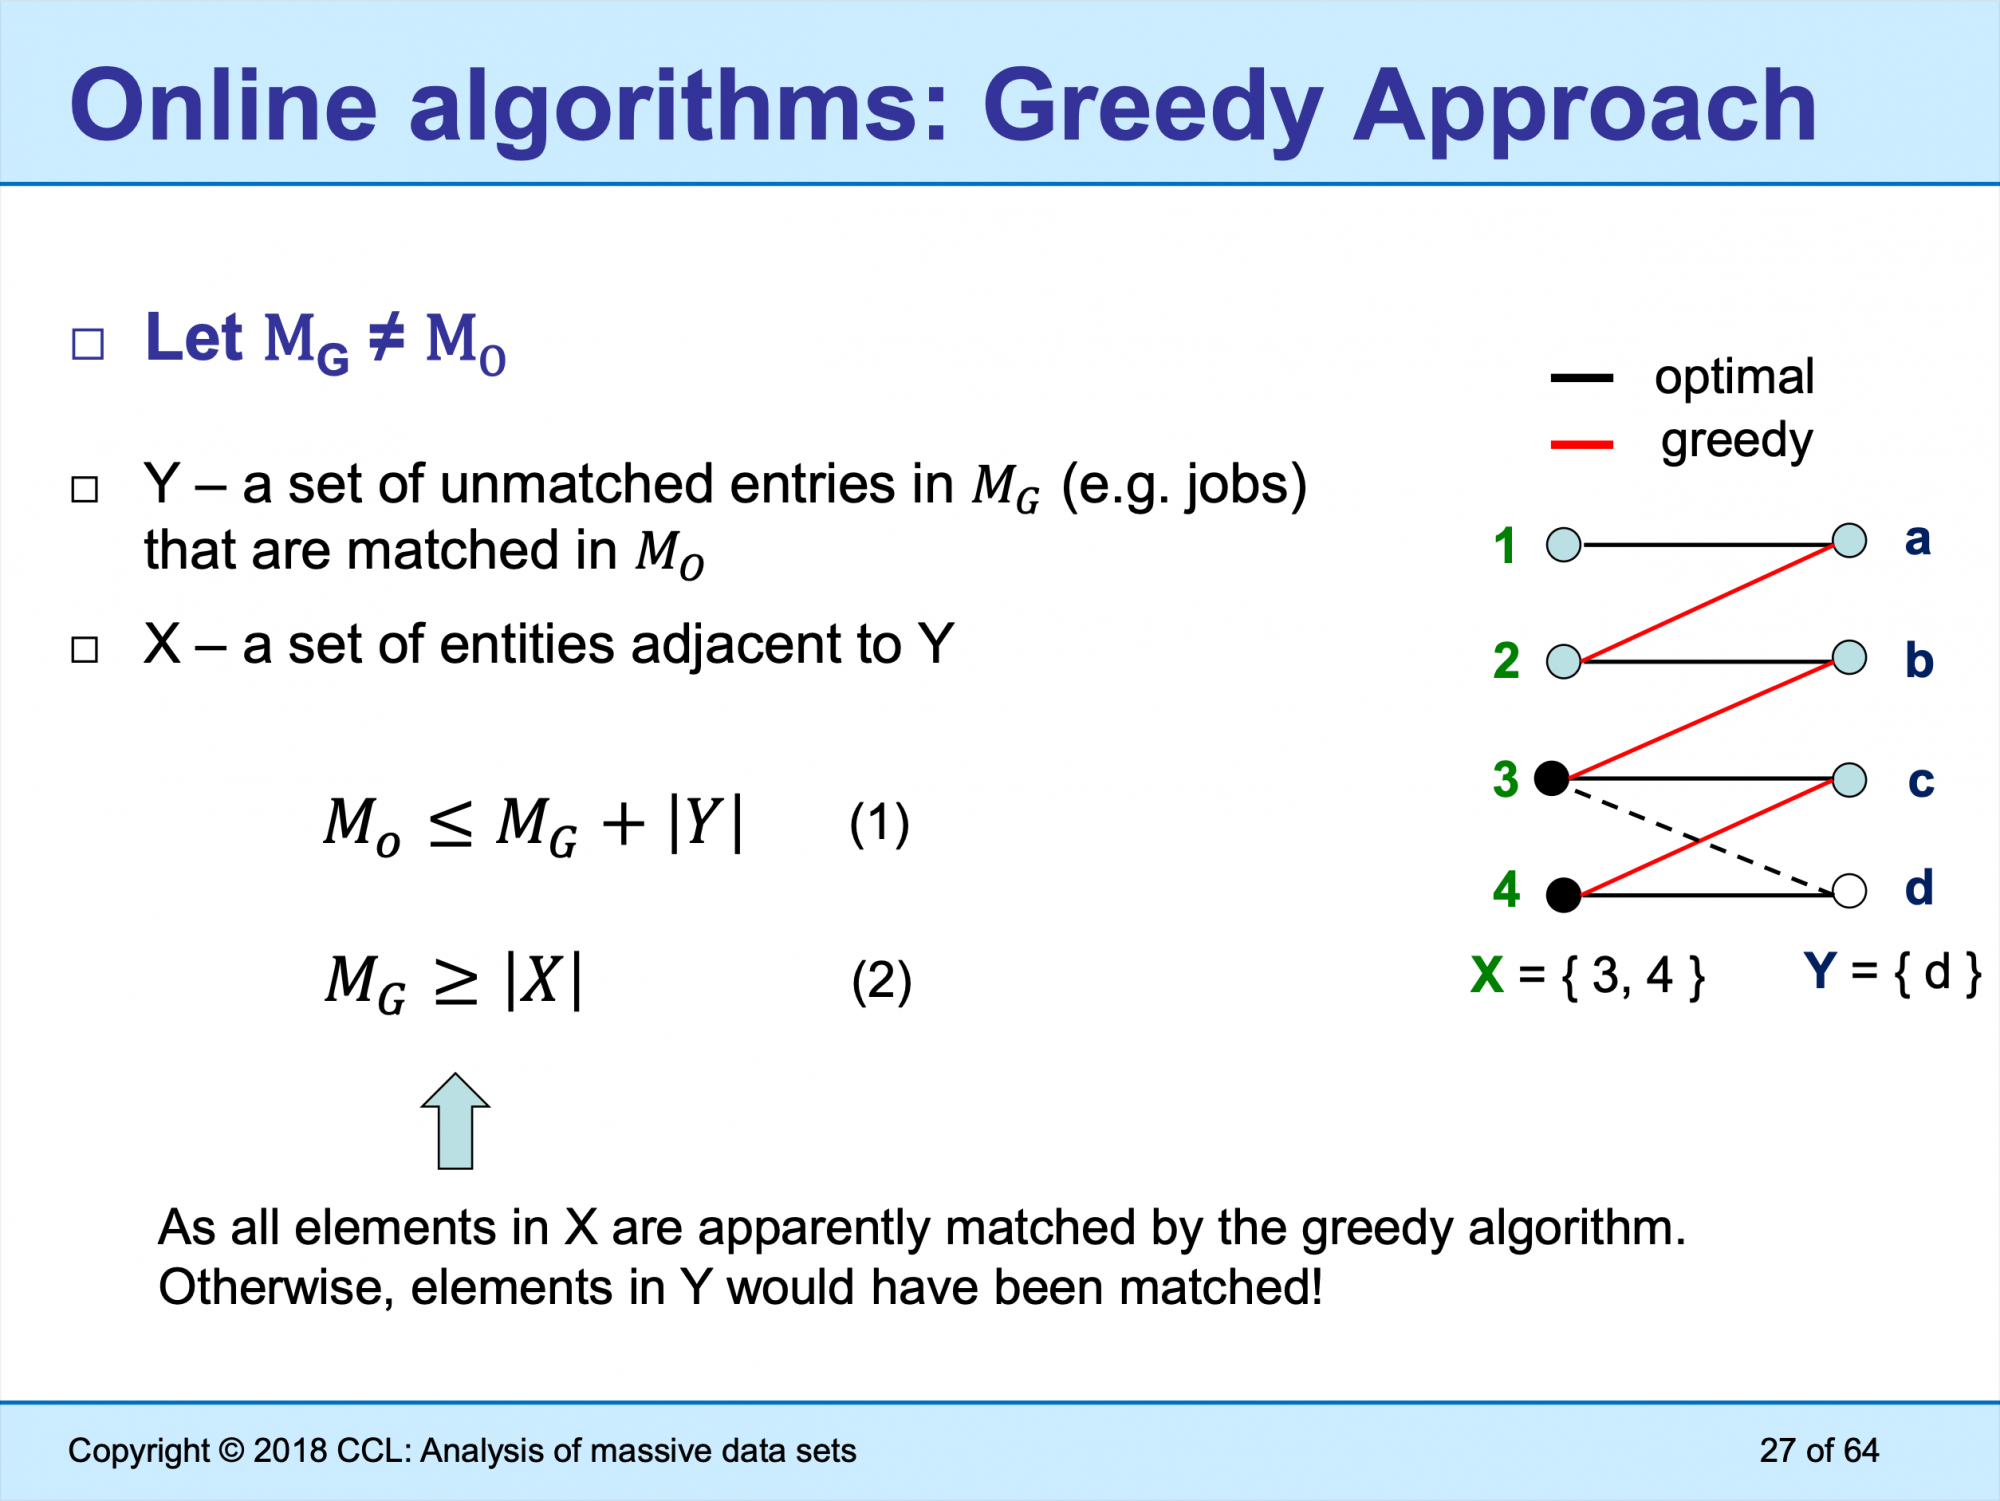 Online algorithms: Greedy Approach
□ Let M_G ≠ M_O
□ Y – a set of unmatched entries in M_G (e.g. jobs)
that are matched in M_O
□ X – a set of entities adjacent to Y
M_o ≤ M_G + |Y| (1)
M_G ≥ |X| (2)
As all elements in X are apparently matched by the greedy algorithm.
Otherwise, elements in Y would have been matched!
optimal
greedy
1 a
2 b
3 c
4 d
X = { 3, 4 } Y = { d }
Copyright © 2018 CCL: Analysis of massive data sets
27 of 64